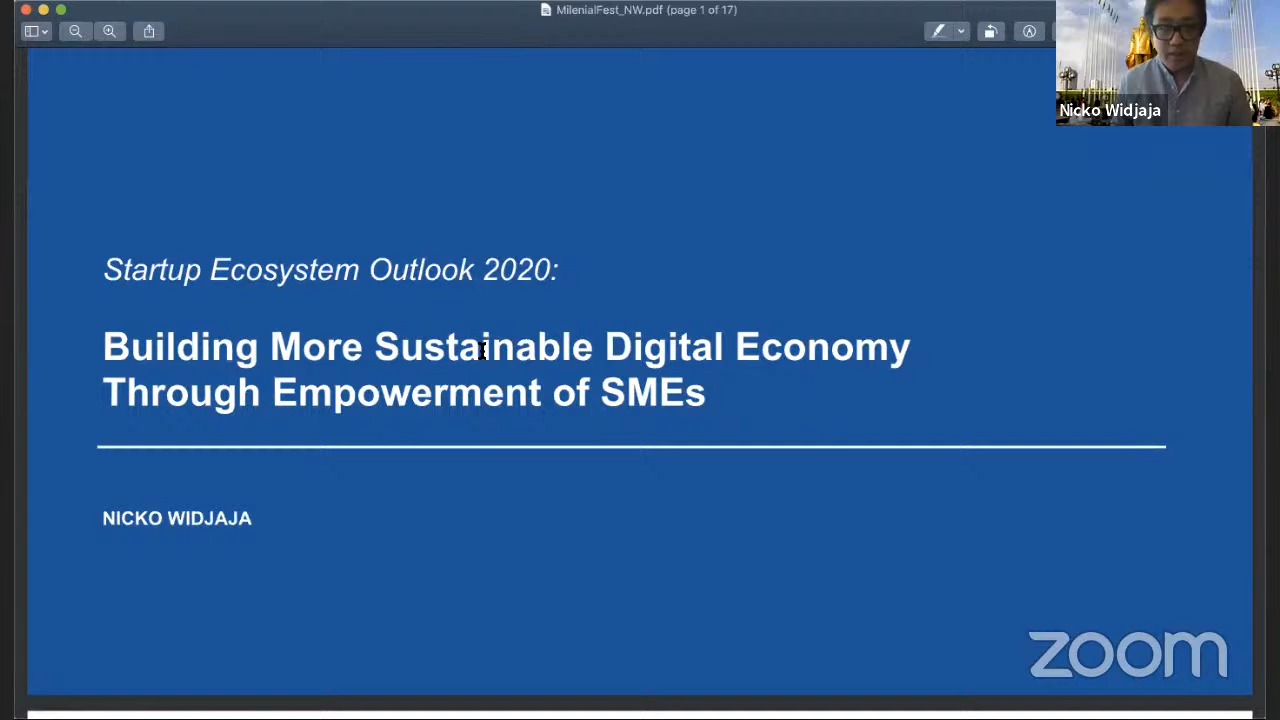 MilenialFest_NW.pdf (page 1 of 17)
Nicko Widjaja
Startup Ecosystem Outlook 2020:
Building More Sustainable Digital Economy
Through Empowerment of SMEs
NICKO WIDJAJA
zoom